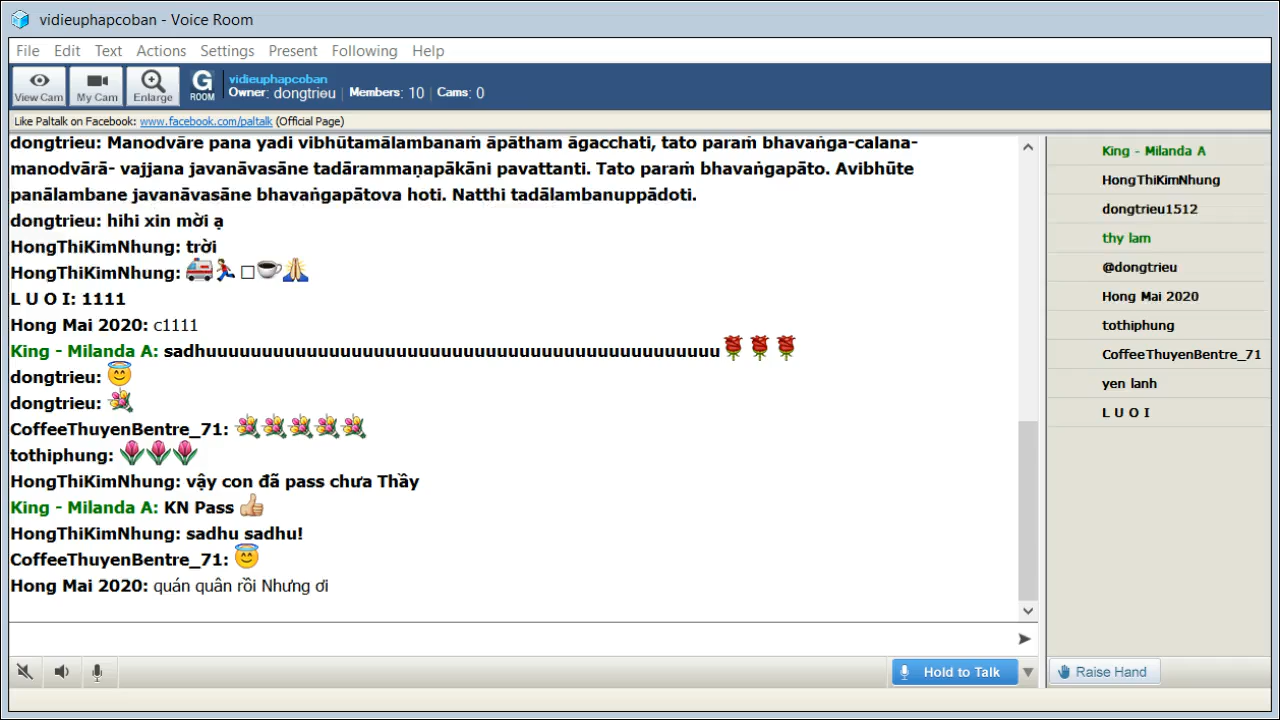 vidieuphapcoban - Voice Room
File Edit Text Actions Settings Present Following Help
View Cam
My Cam
Enlarge
G
ROOM
vidieuphapcoban
Owner: dongtrieu | Members: 10 | Cams: 0
Like Paltalk on Facebook: www.facebook.com/paltalk (Official Page)
dongtrieu: Manodvāre pana yadi vibhūtamālambanaṁ āpātham āgacchati, tato paraṁ bhavaṅga-calana-
manodvārā- vajjana javanāvasāne tadārammaṇapākāni pavattanti. Tato paraṁ bhavaṅgapāto. Avibhūte
panālambane javanāvasāne bhavaṅgapātova hoti. Natthi tadālambanuppādoti.
dongtrieu: hihi xin mời ạ
HongThiKimNhung: trời
HongThiKimNhung: 🚑🏃□☕🙏
L U O I: 1111
Hong Mai 2020: c1111
King - Milanda A: sadhuuuuuuuuuuuuuuuuuuuuuuuuuuuuuuuuuuuuuuuuuuuuuu🌹🌹🌹
dongtrieu: 😇
dongtrieu: 💐
CoffeeThuyenBentre_71: 💐💐💐💐💐
tothiphung: 🌷🌷🌷
HongThiKimNhung: vậy con đã pass chưa Thầy
King - Milanda A: KN Pass 👍
HongThiKimNhung: sadhu sadhu!
CoffeeThuyenBentre_71: 😇
Hong Mai 2020: quán quân rồi Nhưng ơi
Hold to Talk
King - Milanda A
HongThiKimNhung
dongtrieu1512
thy lam
@dongtrieu
Hong Mai 2020
tothiphung
CoffeeThuyenBentre_71
yen lanh
L U O I
Raise Hand